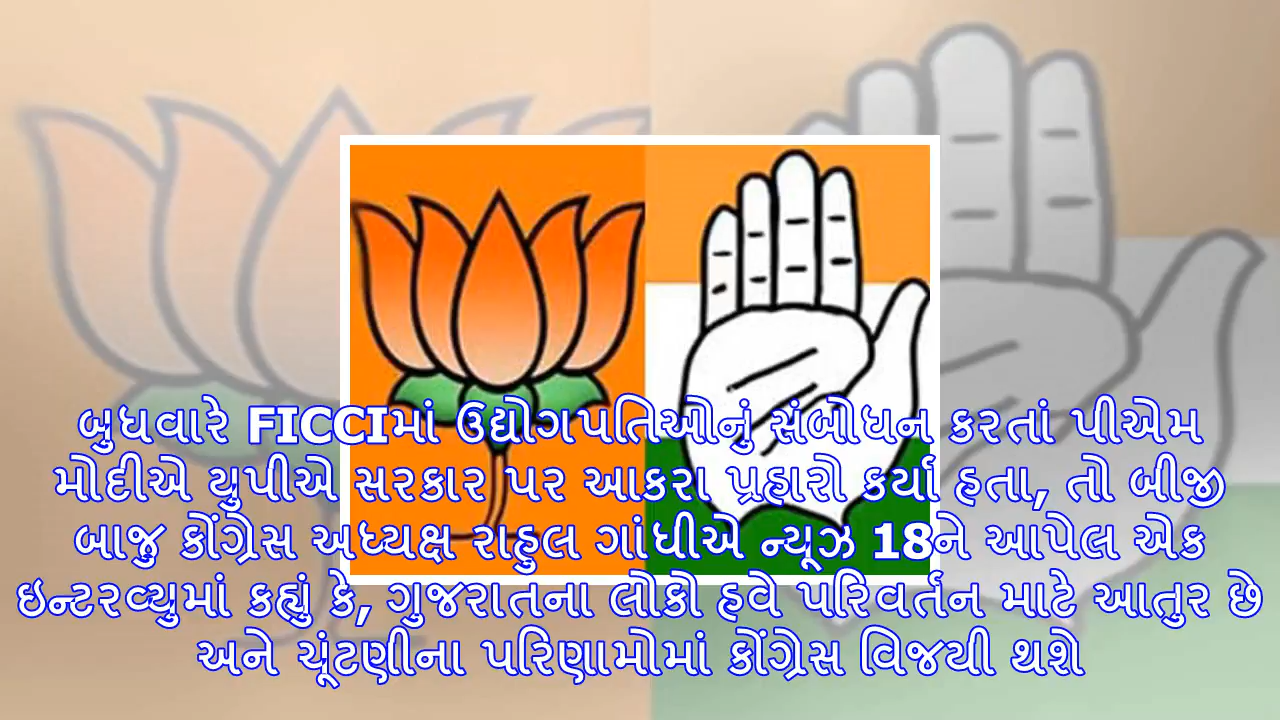 બુધવારે FICCIમાં ઉદ્યોગપતિઓનું સંબોધન કરતાં પીએમ
મોદીએ યુપીએ સરકાર પર આકરા પ્રહારો કર્યાં હતા, તો બીજી
બાજુ કોંગ્રેસ અધ્યક્ષ રાહુલ ગાંધીએ ન્યૂઝ 18ને આપેલ એક
ઇન્ટરવ્યુમાં કહ્યું કે, ગુજરાતના લોકો હવે પરિવર્તન માટે આતુર છે
અને ચૂંટણીના પરિણામોમાં કોંગ્રેસ વિજયી થશે